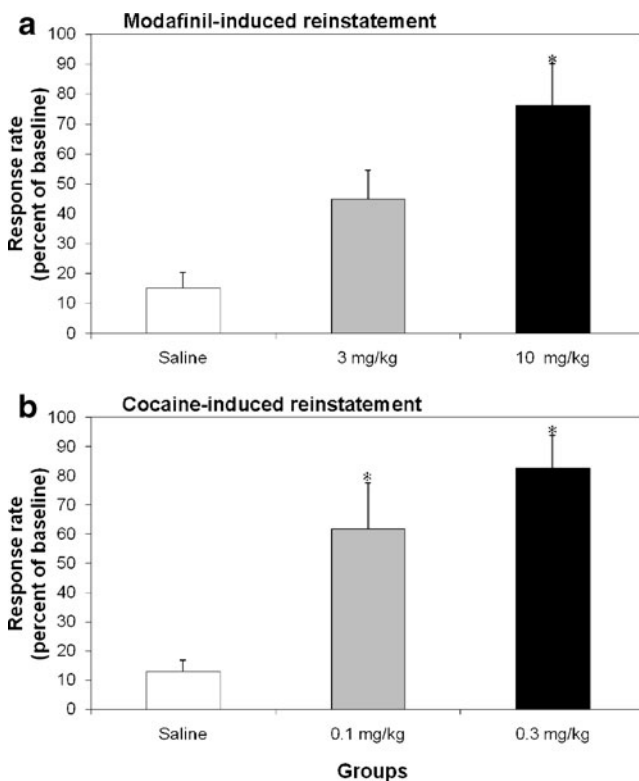 a
Modafinil-induced reinstatement
Response rate
(percent of baseline)
100
90
80
70
60
50
40
30
20
10
0
*
Saline
3 mg/kg
10 mg/kg
b
Cocaine-induced reinstatement
Response rate
(percent of baseline)
100
90
80
70
60
50
40
30
20
10
0
*
*
Saline
0.1 mg/kg
0.3 mg/kg
Groups